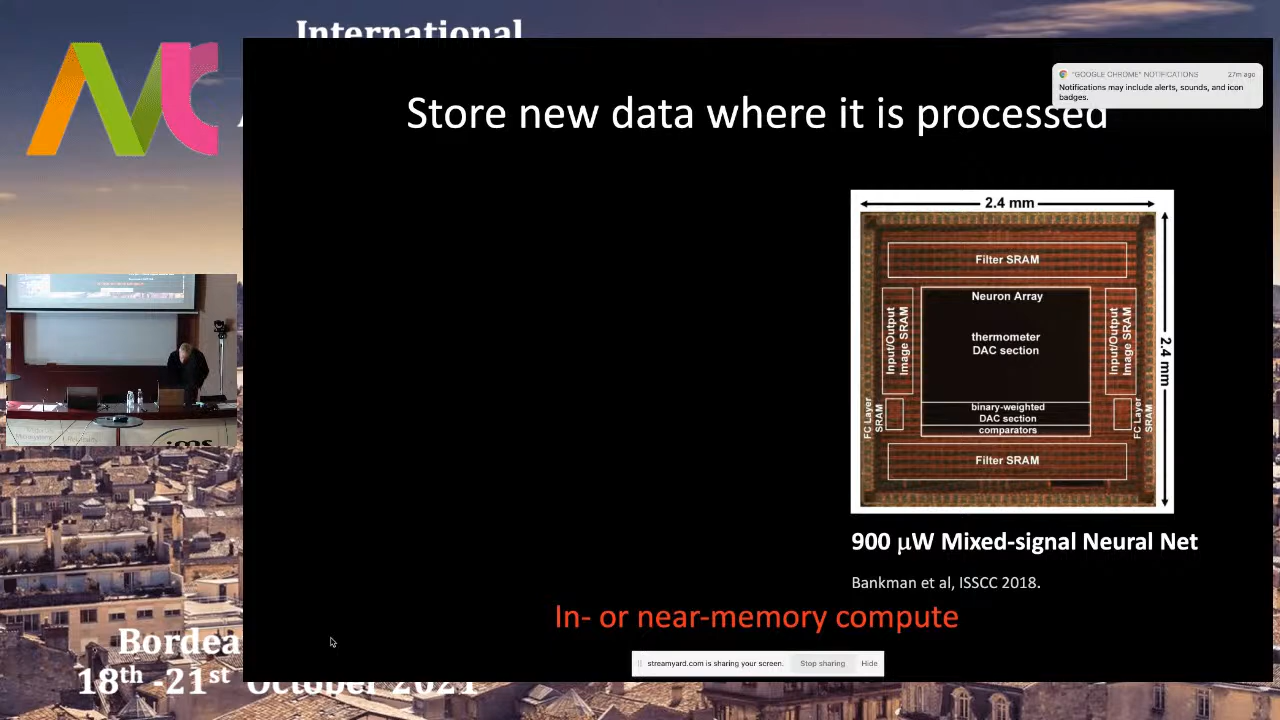 International
Store new data where it is processed
"GOOGLE CHROME" NOTIFICATIONS 27m ago
Notifications may include alerts, sounds, and icon
badges.
2.4 mm
Filter SRAM
Neuron Array
thermometer
DAC section
Input/Output
Image SRAM
Input/Output
Image SRAM
2.4 mm
binary-weighted
DAC section
comparators
FC Layer
SRAM
FC Layer
SRAM
Filter SRAM
900 µW Mixed-signal Neural Net
Bankman et al, ISSCC 2018.
In- or near-memory compute
streamyard.com is sharing your screen. Stop sharing Hide
Bordea
18th -21st October 2021
ims